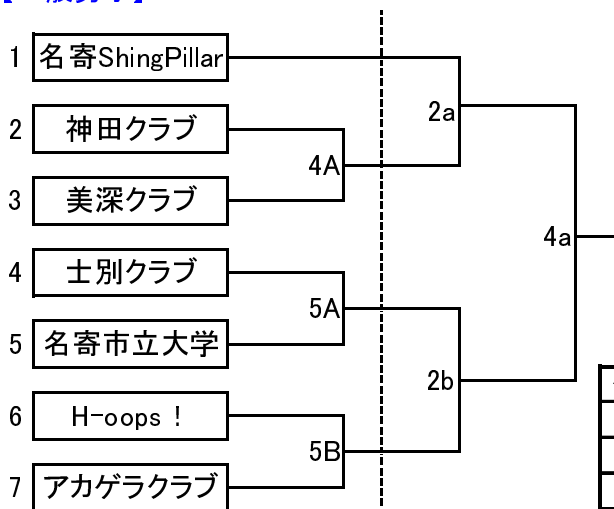 1 名寄ShingPillar
2a
2 神田クラブ
4A
3 美深クラブ
4a
4 士別クラブ
5A
5 名寄市立大学
2b
6 H-oops！
5B
7 アカゲラクラブ